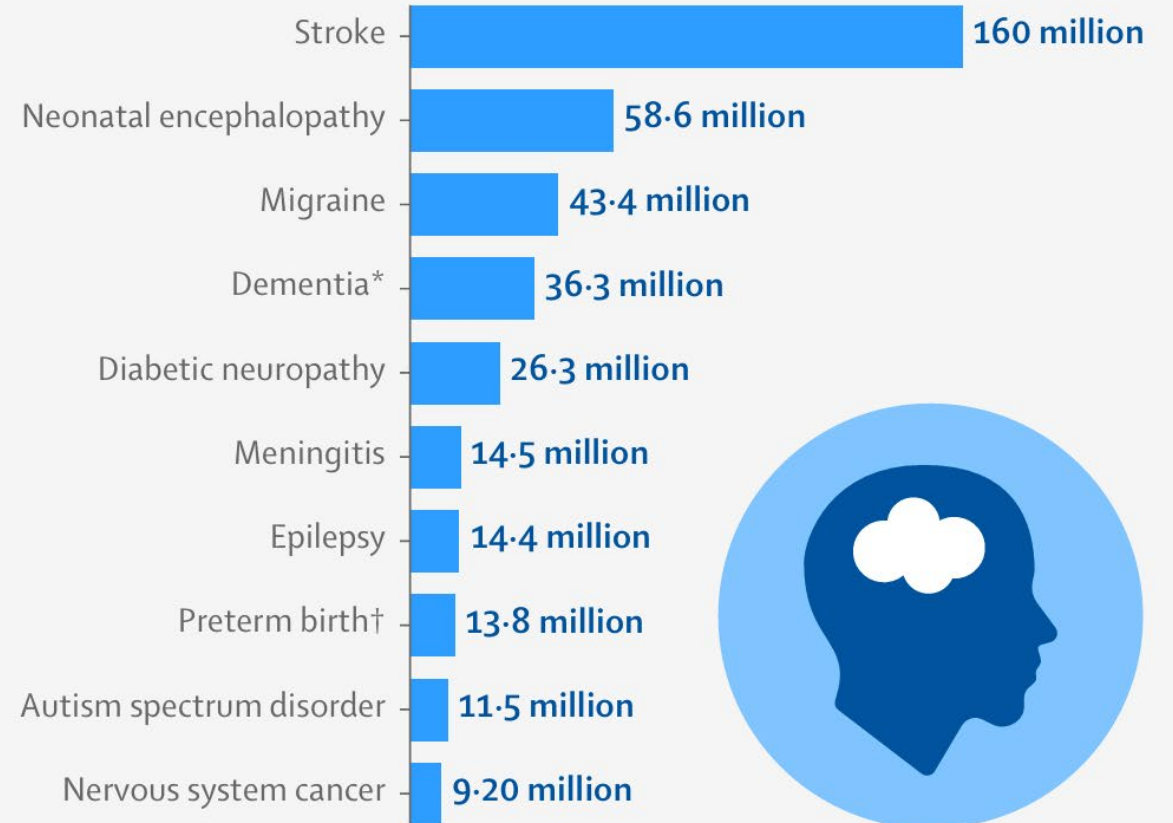 Stroke 160 million
Neonatal encephalopathy 58·6 million
Migraine 43·4 million
Dementia* 36·3 million
Diabetic neuropathy 26·3 million
Meningitis 14·5 million
Epilepsy 14·4 million
Preterm birth† 13·8 million
Autism spectrum disorder 11·5 million
Nervous system cancer 9·20 million